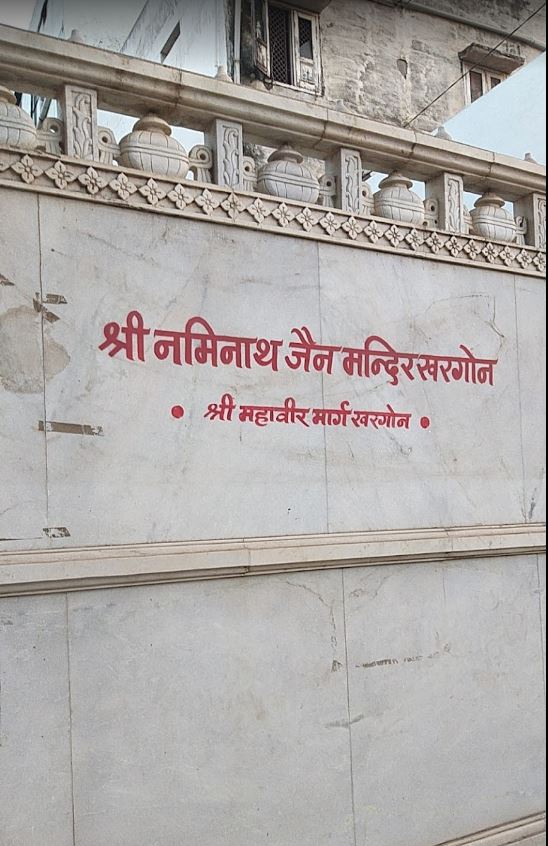 श्री नमिनाथ जैन मन्दिर खरगोन
• श्री महावीर मार्ग खरगोन •